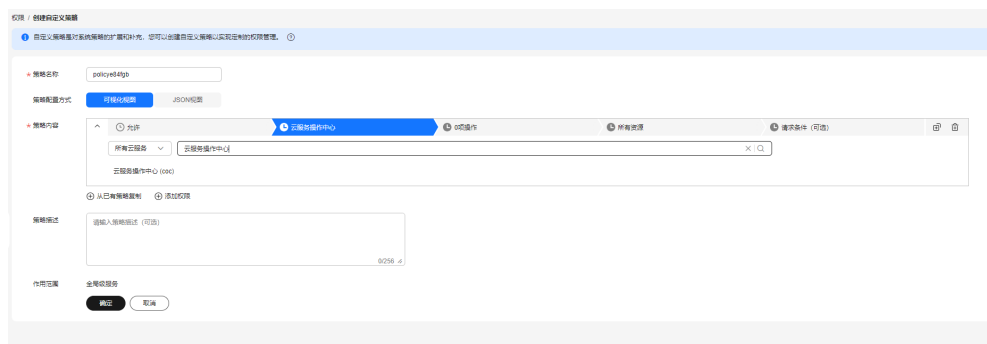 权限 / 创建自定义策略
自定义策略是对系统策略的扩展和补充，您可以创建自定义策略以实现定制的权限管理。
* 策略名称 policye84fgb
策略配置方式 可视化视图 JSON视图
* 策略内容 允许 云服务操作中心 0项操作 所有资源 请求条件（可选）
所有云服务 云服务操作中心
云服务操作中心 (coc)
从已有策略复制 添加权限
策略描述 请输入策略描述（可选）
0/256
作用范围 全局级服务
确定 取消